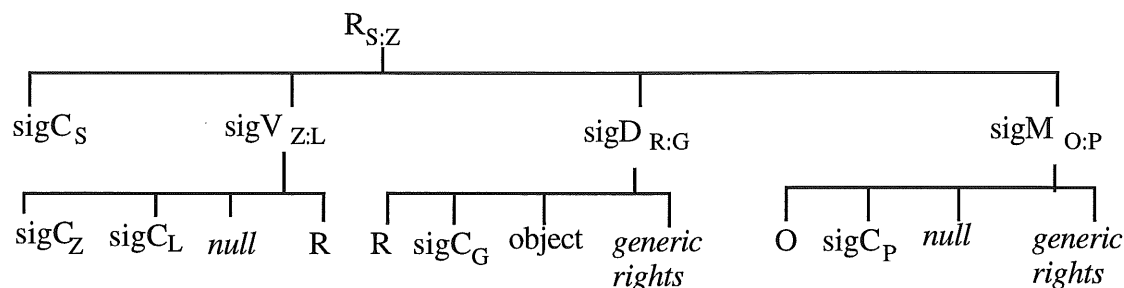 R S:Z
sigC S sigV Z:L sigD R:G sigM O:P
sigC Z sigC L null R R sigC G object generic rights O sigC P null generic rights